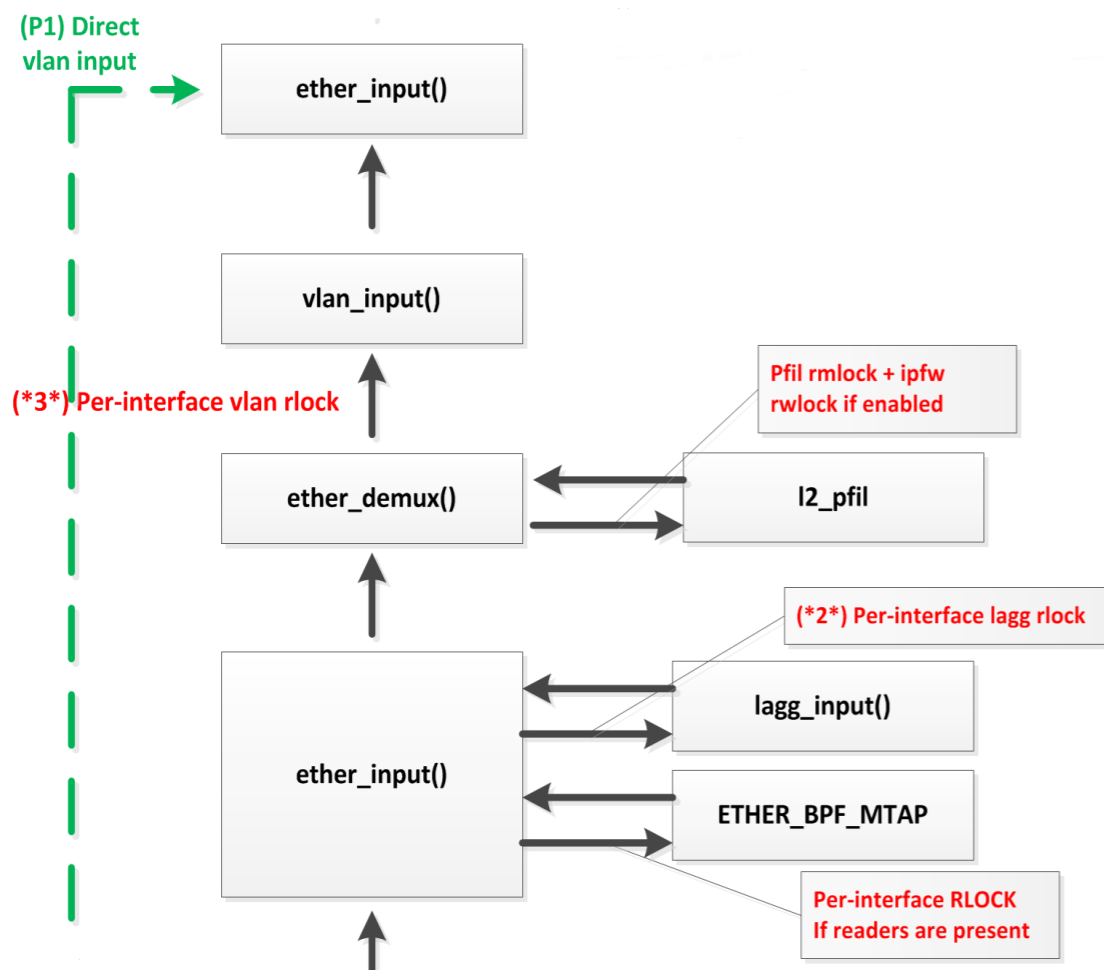 (P1) Direct
vlan input
ether_input()
vlan_input()
Pfil rmlock + ipfw
rwlock if enabled
(*3*) Per-interface vlan rlock
ether_demux()
l2_pfil
(*2*) Per-interface lagg rlock
lagg_input()
ether_input()
ETHER_BPF_MTAP
Per-interface RLOCK
If readers are present